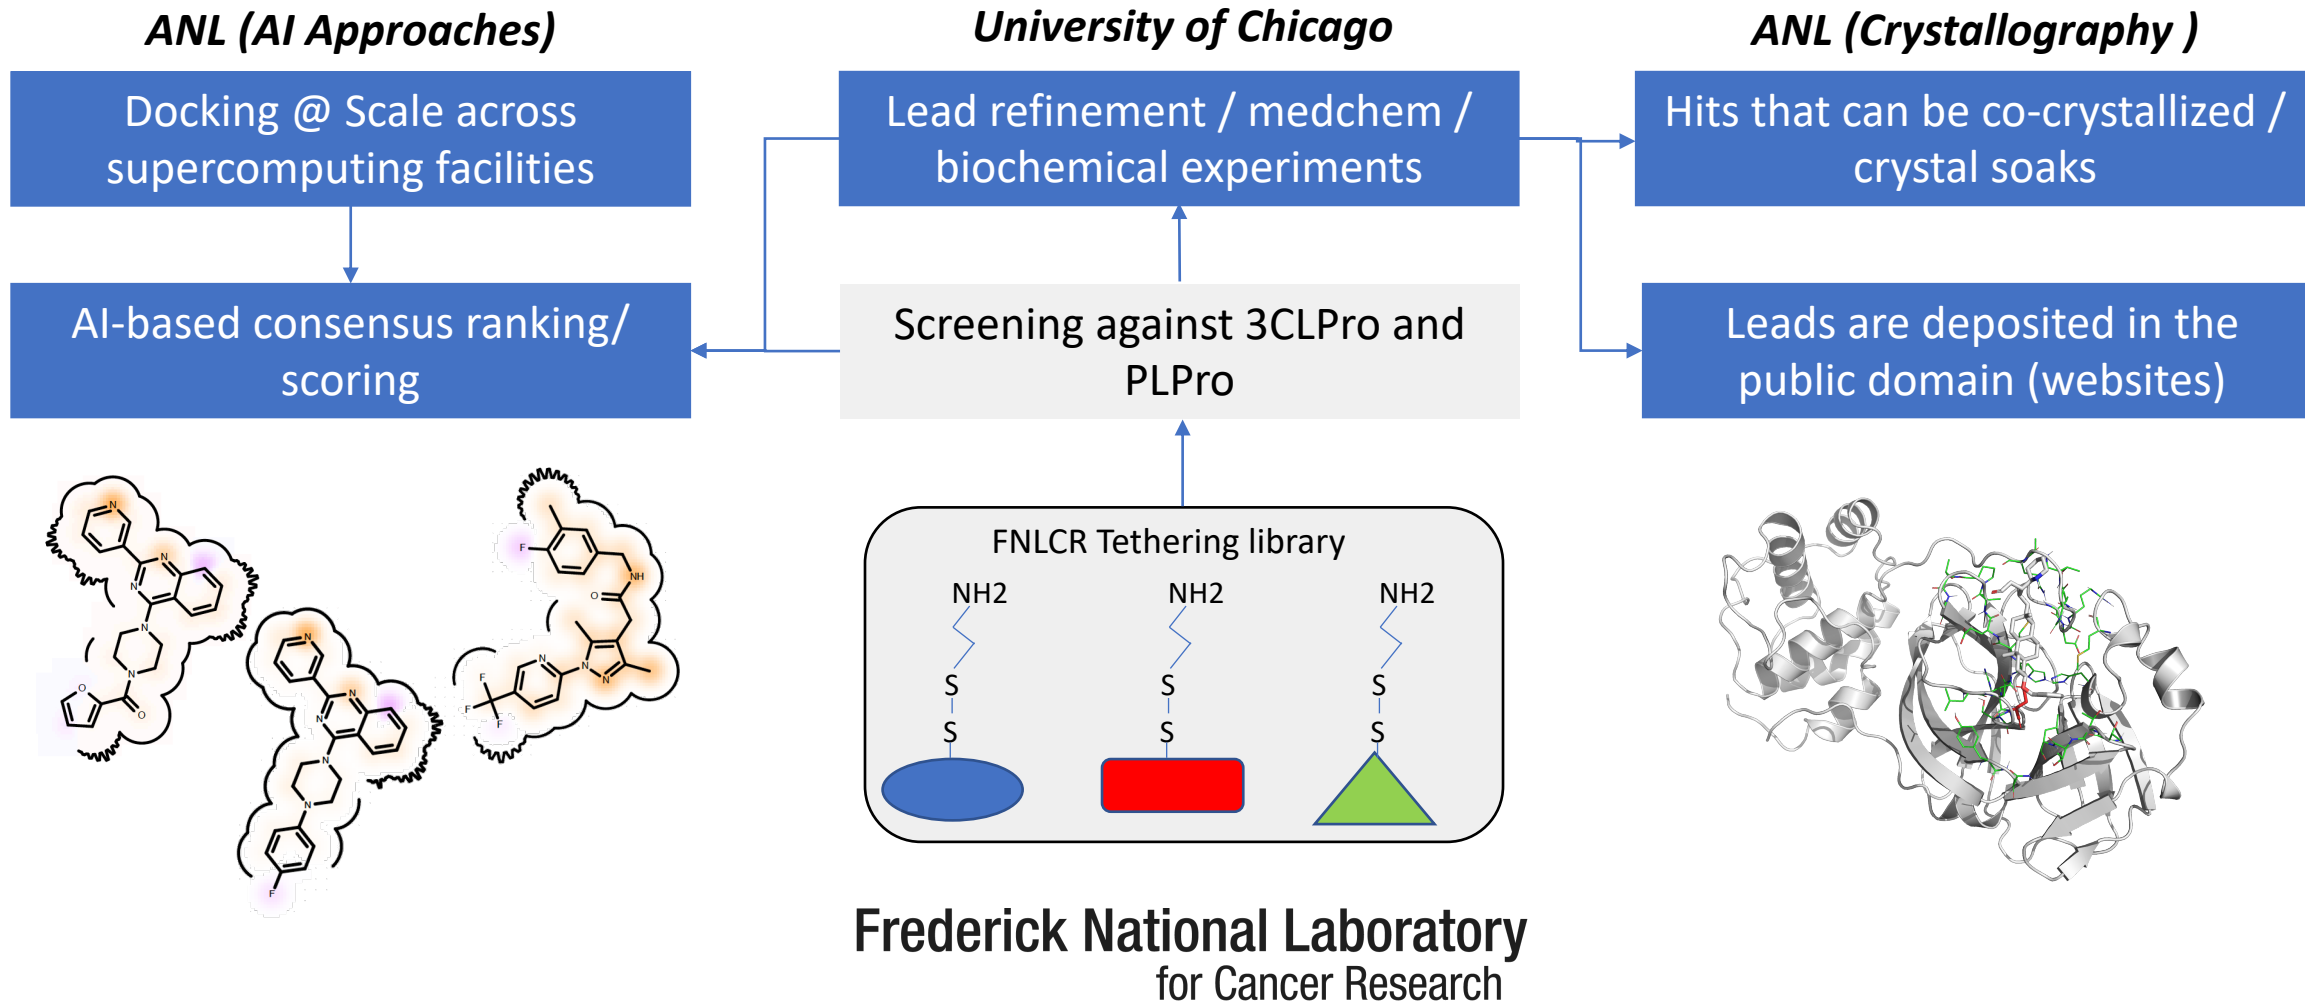 ANL (AI Approaches)
Docking @ Scale across
supercomputing facilities
AI-based consensus ranking/
scoring
N
N
N
N
N
O
O
N
N
N
N
N
F
F
NH
O
N
N
N
F
F
F
University of Chicago
Lead refinement / medchem /
biochemical experiments
Screening against 3CLPro and
PLPro
FNLCR Tethering library
NH2 NH2 NH2
S S S
S S S
Frederick National Laboratory
for Cancer Research
ANL (Crystallography )
Hits that can be co-crystallized /
crystal soaks
Leads are deposited in the
public domain (websites)